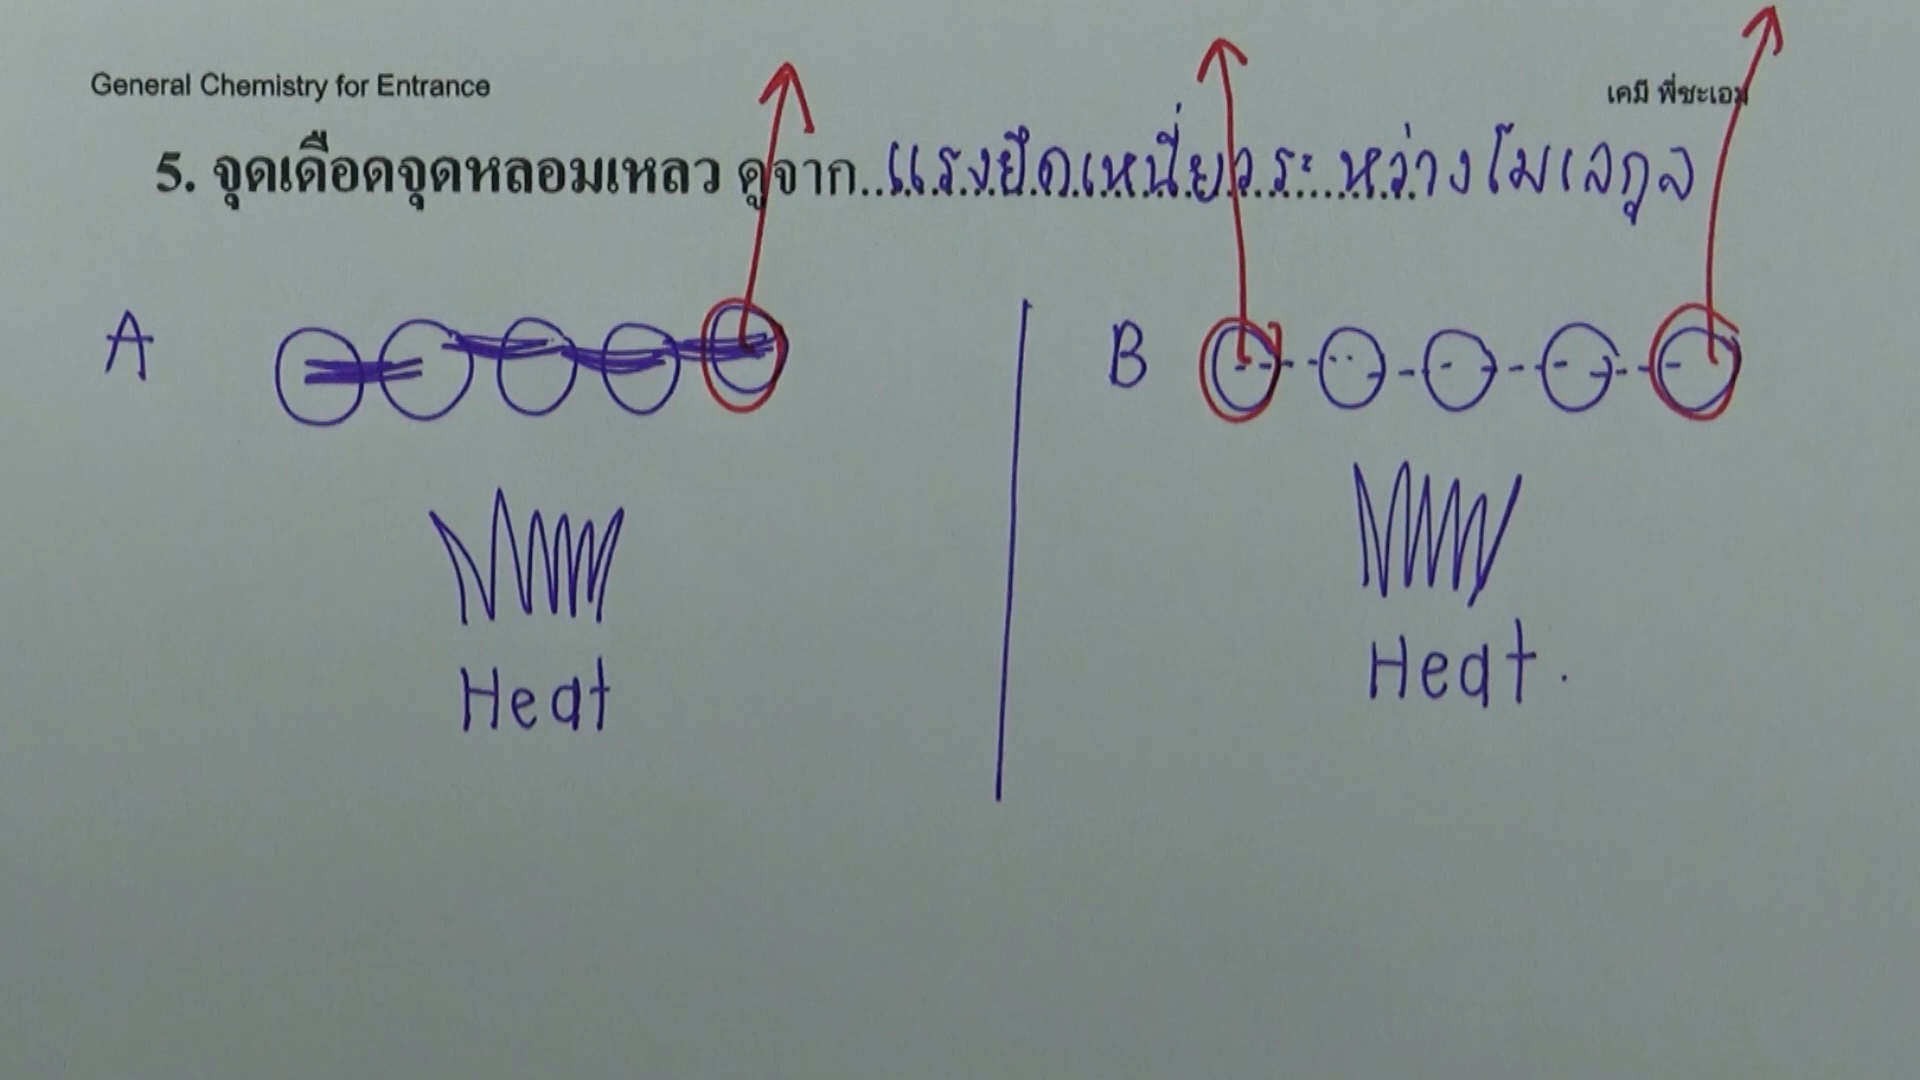 General Chemistry for Entrance
เคมี พี่ชะเอม
5. จุดเดือดจุดหลอมเหลว ดูจาก..แรงยึดเหนี่ยวระหว่างโมเลกูล
A
B
Heat
Heat.